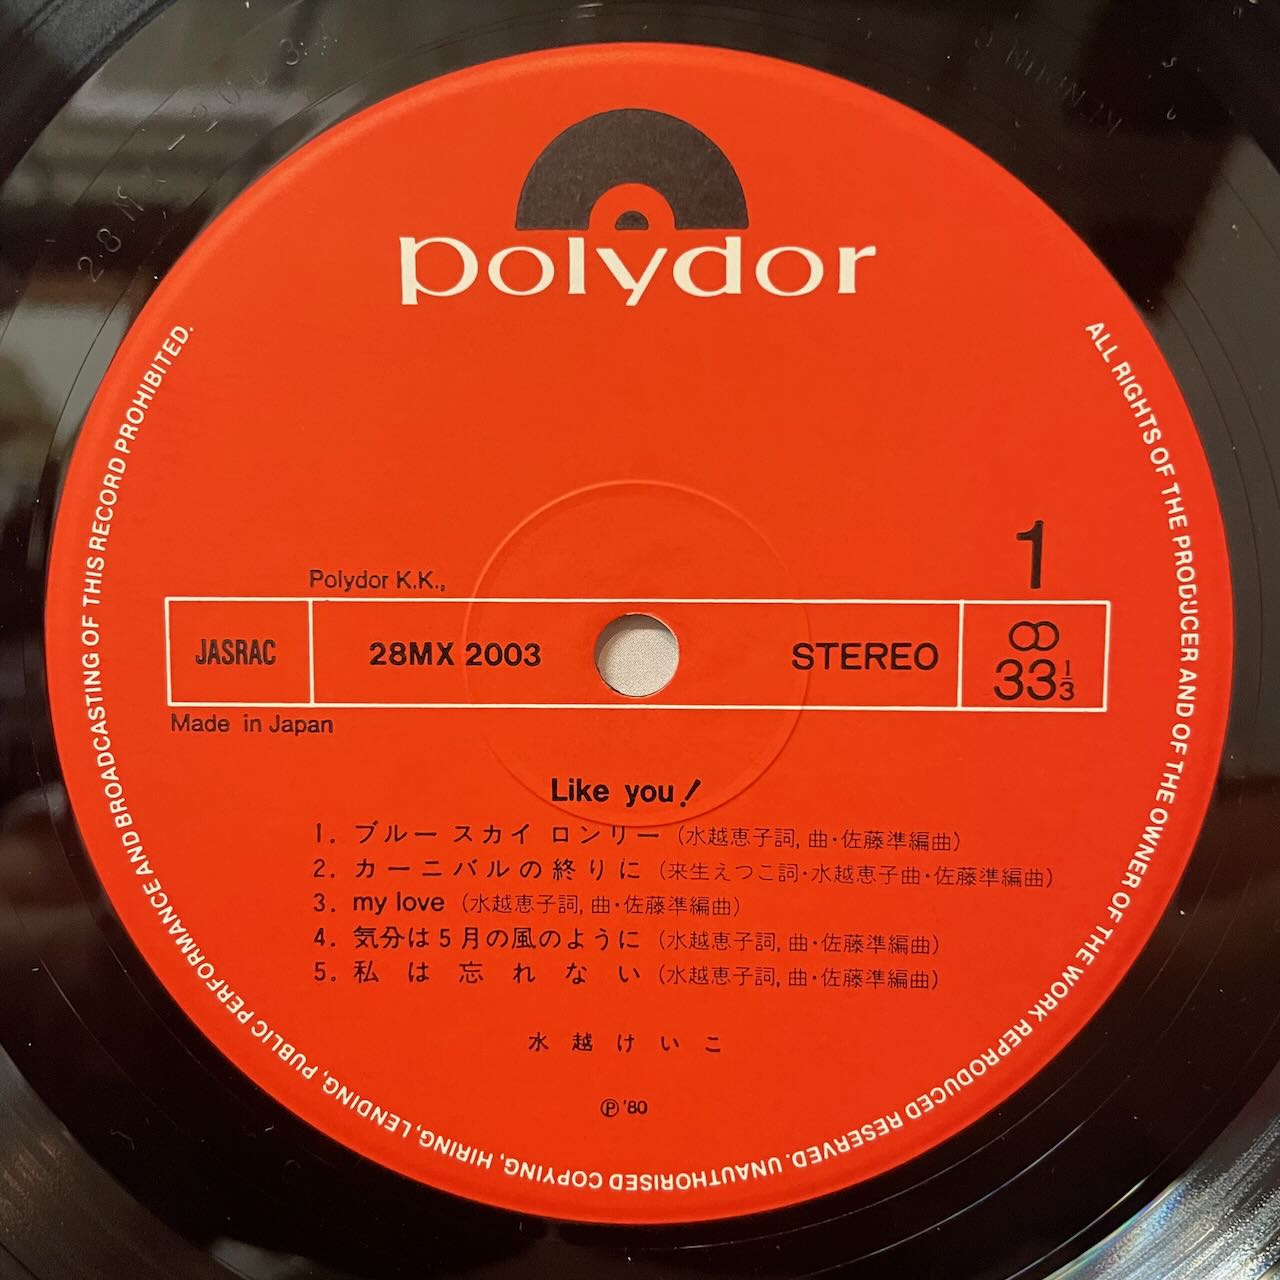 polydor
ALL RIGHTS OF THE PRODUCER AND OF THE OWNER OF THE WORK REPRODUCED RESERVED. UNAUTHORISED COPYING, HIRING, LENDING, PUBLIC PERFORMANCE AND BROADCASTING OF THIS RECORD PROHIBITED.
1
Polydor K.K.,
JASRAC 28MX 2003 STEREO 33 1/3
Made in Japan
Like you!
1. ブルー スカイ ロンリー (水越恵子詞, 曲・佐藤準編曲)
2. カーニバルの終りに (来生えつこ詞・水越恵子曲・佐藤準編曲)
3. my love (水越恵子詞, 曲・佐藤準編曲)
4. 気分は5月の風のように (水越恵子詞, 曲・佐藤準編曲)
5. 私は忘れない (水越恵子詞, 曲・佐藤準編曲)
水越けいこ
Ⓟ '80